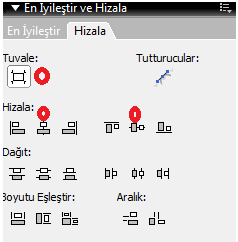 En İyileştir ve Hizala
En İyileştir Hizala
Tuvale: Tutturucular:
Hizala:
Dağıt:
Boyutu Eşleştir: Aralık: